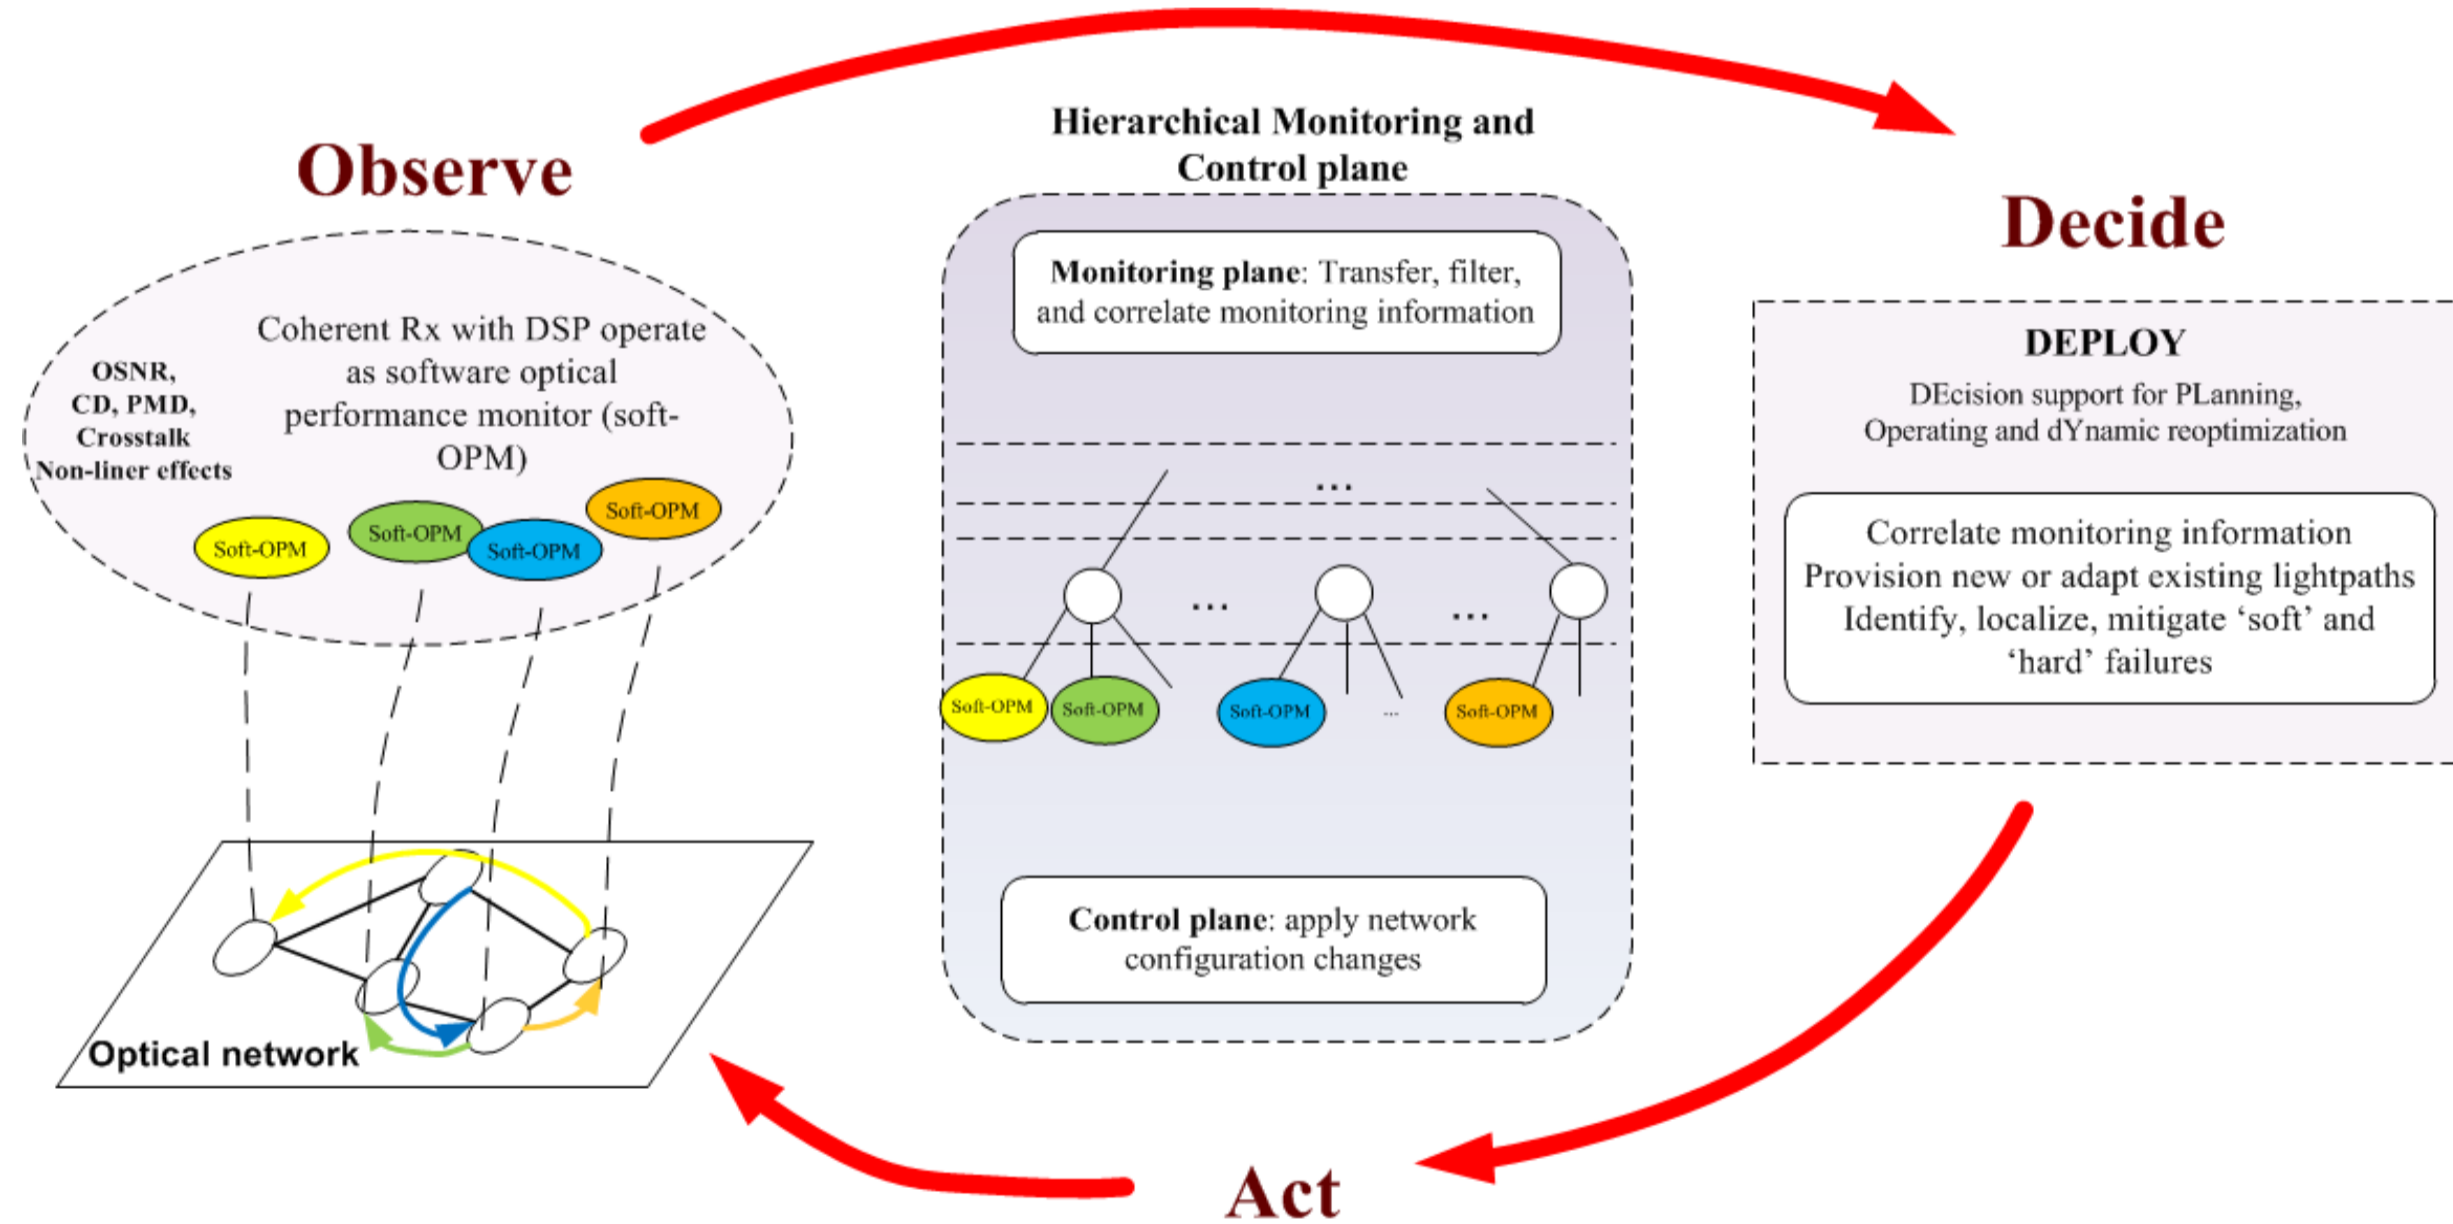 Observe
OSNR,
CD, PMD,
Crosstalk
Non-liner effects
Coherent Rx with DSP operate
as software optical
performance monitor (soft-
OPM)
Soft-OPM
Soft-OPM
Soft-OPM
Soft-OPM
Optical network
Hierarchical Monitoring and
Control plane
Monitoring plane: Transfer, filter,
and correlate monitoring information
...
...
...
Soft-OPM
Soft-OPM
Soft-OPM
...
Soft-OPM
Control plane: apply network
configuration changes
Decide
DEPLOY
DEcision support for PLanning,
Operating and dYnamic reoptimization
Correlate monitoring information
Provision new or adapt existing lightpaths
Identify, localize, mitigate ‘soft’ and
‘hard’ failures
Act